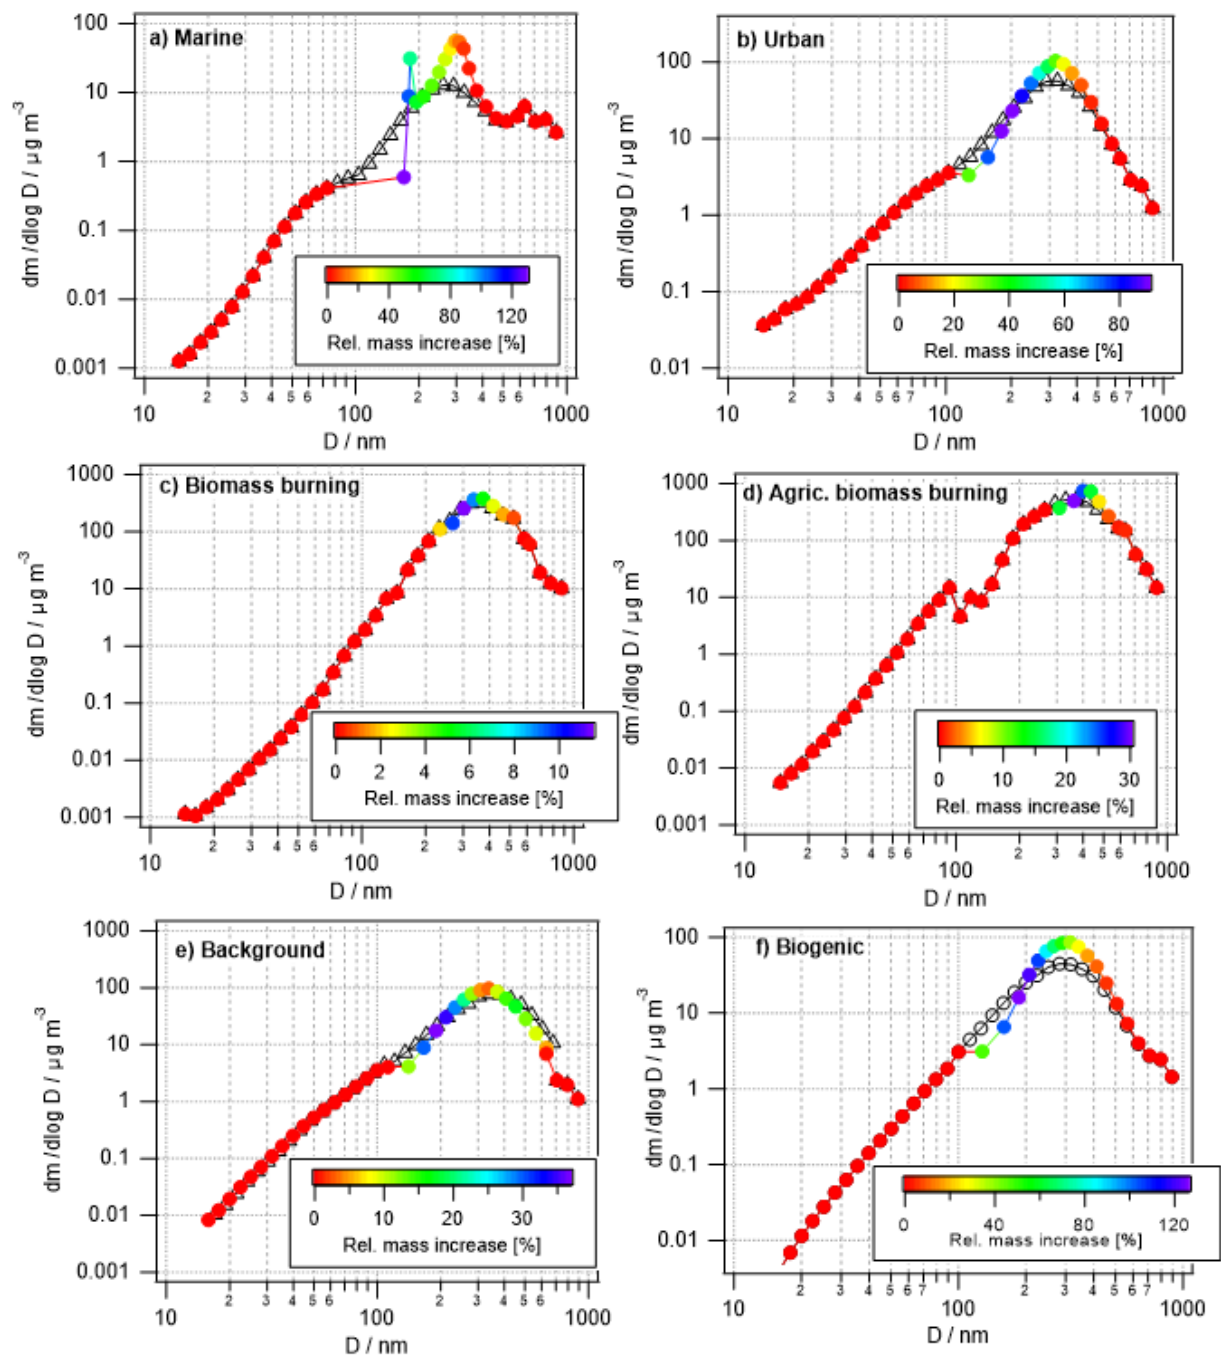 a) Marine
100
10
1
0.1
0.01
0.001
dm/dlog D / µg m⁻³
0 40 80 120
Rel. mass increase [%]
10 2 3 4 5 6 100 2 3 4 5 6 1000
D / nm
b) Urban
100
10
1
0.1
0.01
dm/dlog D / µg m⁻³
0 20 40 60 80
Rel. mass increase [%]
10 2 3 4 5 6 7 100 2 3 4 5 6 7 1000
D / nm
c) Biomass burning
1000
100
10
1
0.1
0.01
0.001
dm/dlog D / µg m⁻³
0 2 4 6 8 10
Rel. mass increase [%]
10 2 3 4 5 6 100 2 3 4 5 6 1000
D / nm
d) Agric. biomass burning
1000
100
10
1
0.1
0.01
0.001
dm/dlog D / µg m⁻³
0 10 20 30
Rel. mass increase [%]
10 2 3 4 5 6 100 2 3 4 5 6 1000
D / nm
e) Background
1000
100
10
1
0.1
0.01
0.001
dm/dlog D / µg m⁻³
0 10 20 30
Rel. mass increase [%]
10 2 3 4 5 6 100 2 3 4 5 6 1000
D / nm
f) Biogenic
100
10
1
0.1
0.01
dm/dlog D / µg m⁻³
0 40 80 120
Rel. mass increase [%]
10 2 3 4 5 6 7 100 2 3 4 5 6 7 1000
D / nm